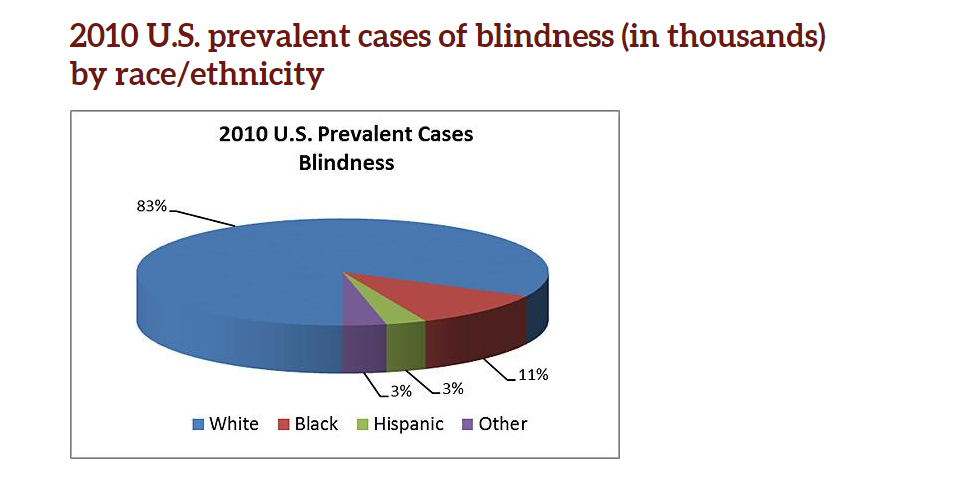 2010 U.S. prevalent cases of blindness (in thousands)
by race/ethnicity
2010 U.S. Prevalent Cases
Blindness
83%
11%
3%
3%
White Black Hispanic Other